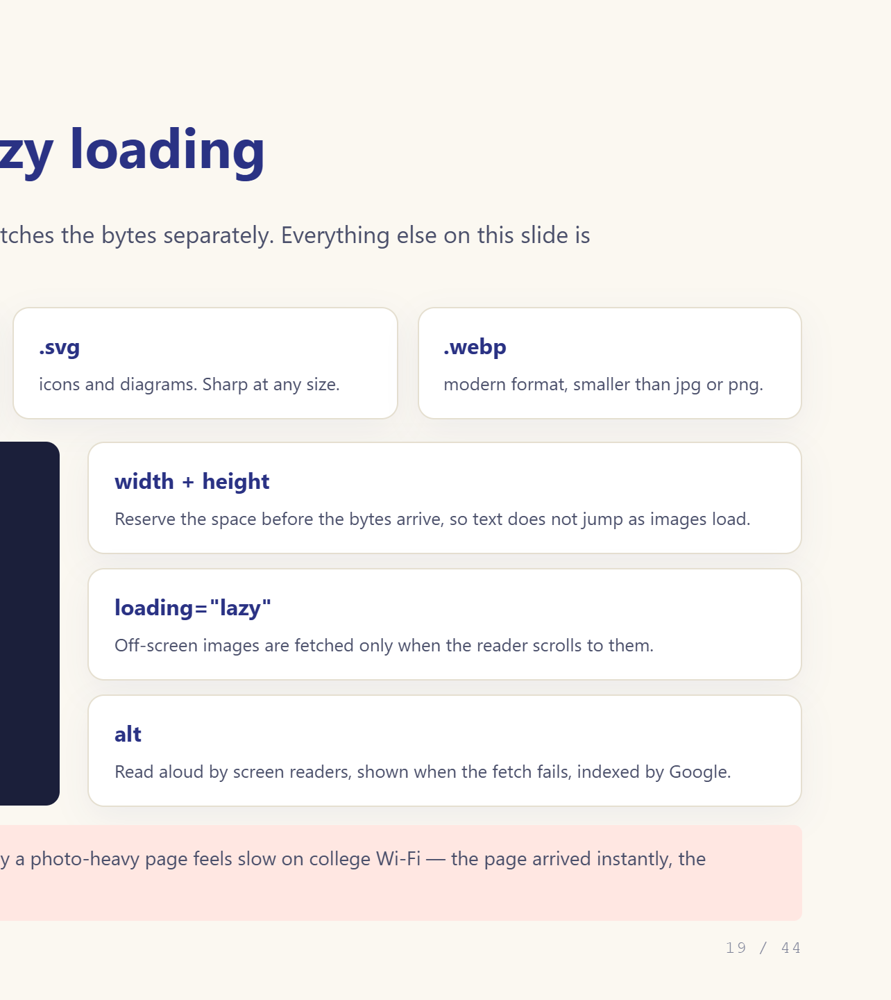 zy loading
tches the bytes separately. Everything else on this slide is
.svg
icons and diagrams. Sharp at any size.
.webp
modern format, smaller than jpg or png.
width + height
Reserve the space before the bytes arrive, so text does not jump as images load.
loading="lazy"
Off-screen images are fetched only when the reader scrolls to them.
alt
Read aloud by screen readers, shown when the fetch fails, indexed by Google.
y a photo-heavy page feels slow on college Wi-Fi — the page arrived instantly, the
19 / 44